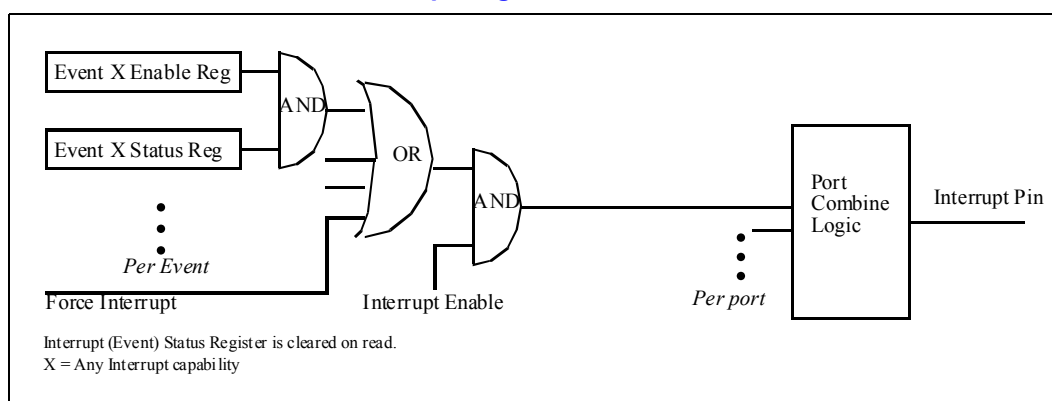 Event X Enable Reg
AND
Event X Status Reg
OR
AND
Port
Combine
Logic
Interrupt Pin
Per Event
Force Interrupt
Interrupt Enable
Per port
Interrupt (Event) Status Register is cleared on read.
X = Any Interrupt capability